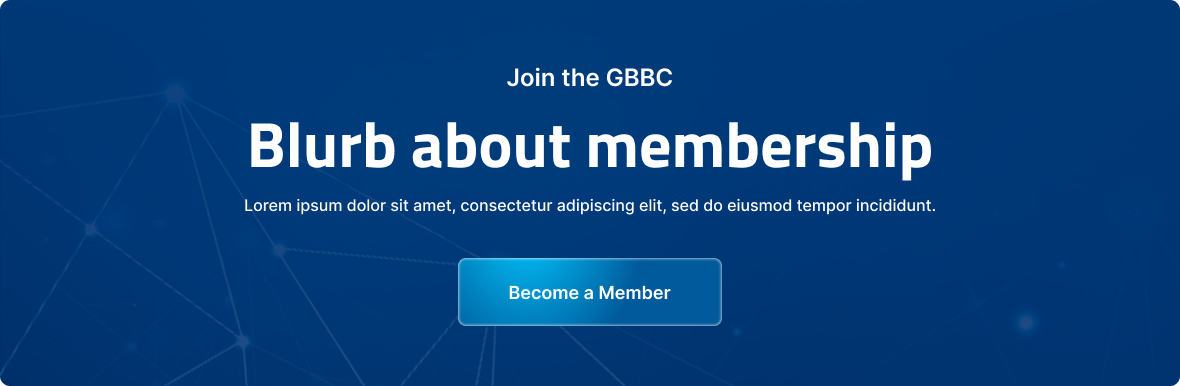 Join the GBBC
Blurb about membership
Lorem ipsum dolor sit amet, consectetur adipiscing elit, sed do eiusmod tempor incididunt.
Become a Member